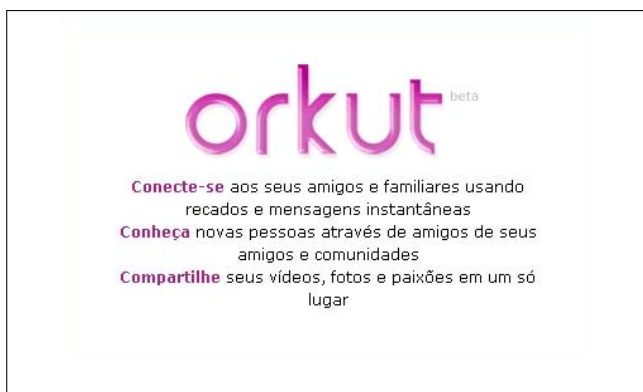 orkut beta
Conecte-se aos seus amigos e familiares usando
recados e mensagens instantâneas
Conheça novas pessoas através de amigos de seus
amigos e comunidades
Compartilhe seus vídeos, fotos e paixões em um só
lugar